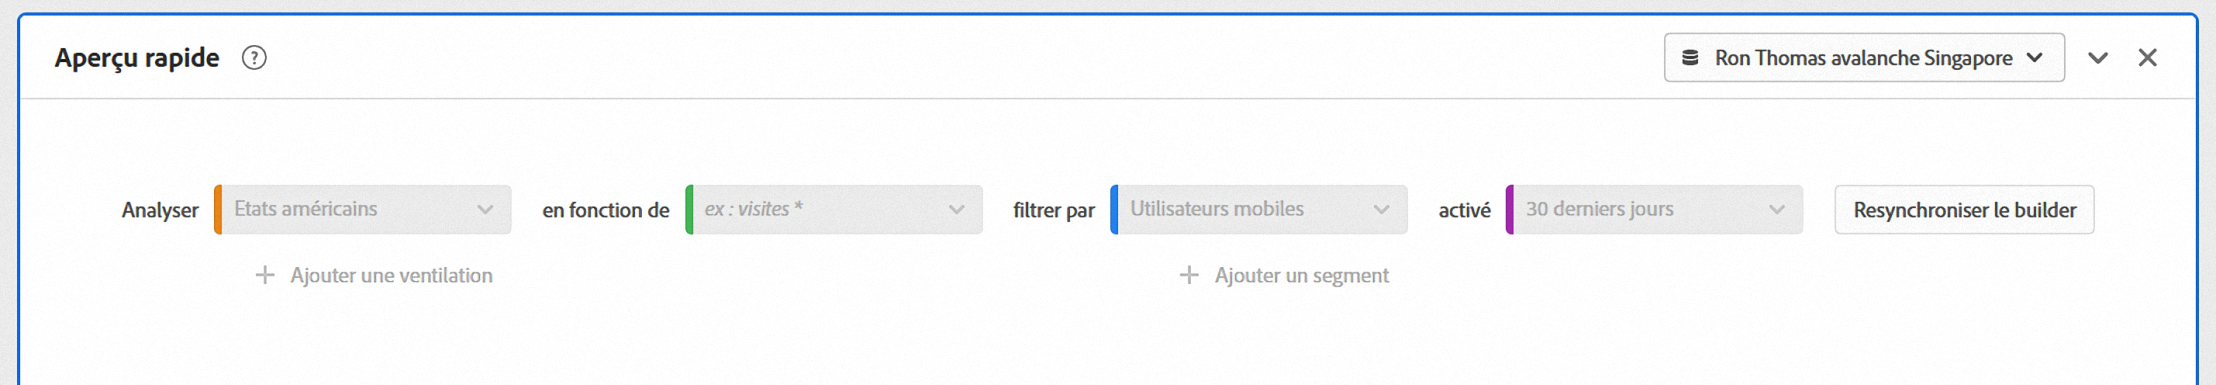 Aperçu rapide ?
Ron Thomas avalanche Singapore
Analyser Etats américains en fonction de ex : visites * filtrer par Utilisateurs mobiles activé 30 derniers jours Resynchroniser le builder
+ Ajouter une ventilation + Ajouter un segment